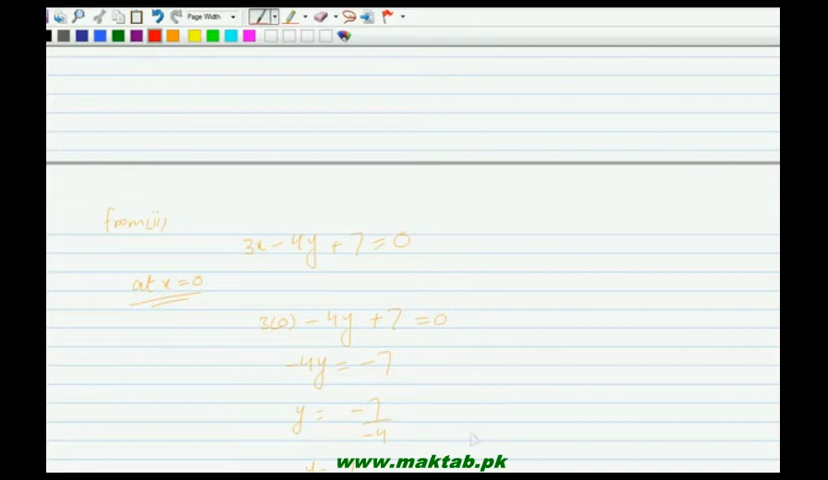 Page Width
from(ii)
3x - 4y + 7 = 0
at x = 0
3(0) - 4y + 7 = 0
-4y = -7
y = -7/-4
www.maktab.pk